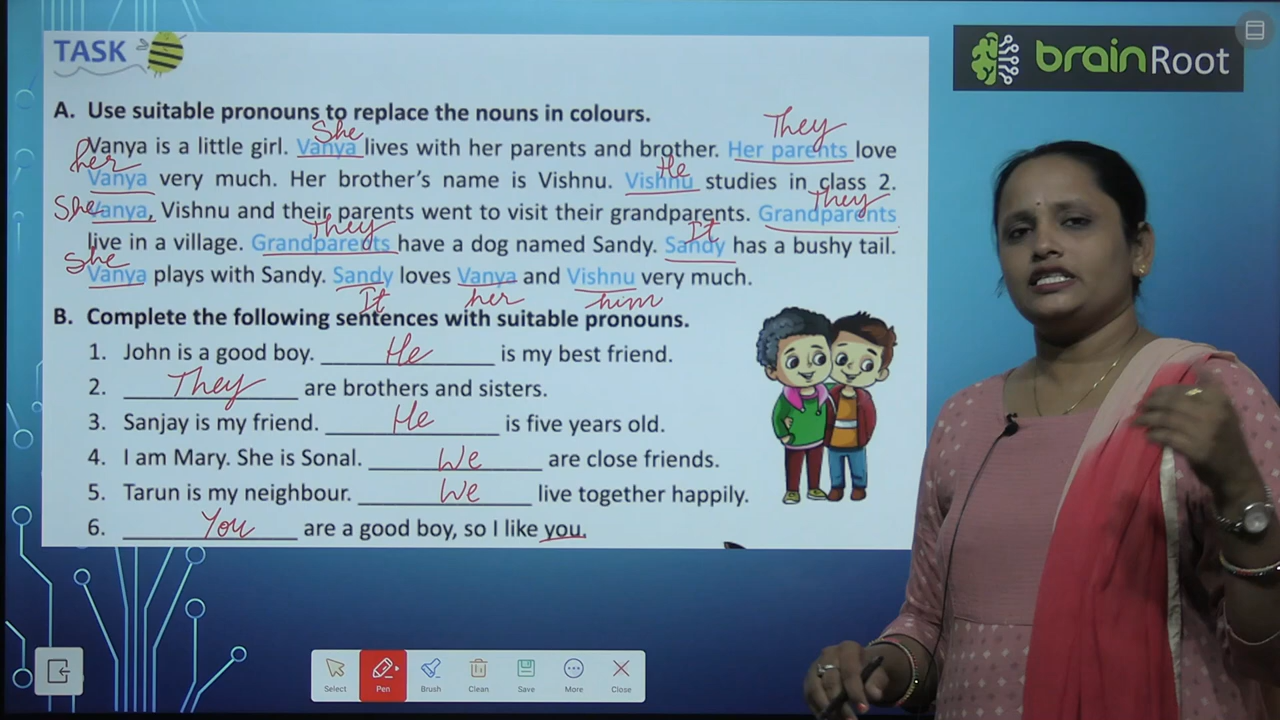 TASK
brainRoot
A. Use suitable pronouns to replace the nouns in colours.
She They
Vanya is a little girl. Vanya lives with her parents and brother. Her parents love
her He
Vanya very much. Her brother's name is Vishnu. Vishnu studies in class 2.
She They
Vanya, Vishnu and their parents went to visit their grandparents. Grandparents
They It
live in a village. Grandparents have a dog named Sandy. Sandy has a bushy tail.
She
Vanya plays with Sandy. Sandy loves Vanya and Vishnu very much.
It her him
B. Complete the following sentences with suitable pronouns.
1. John is a good boy. He is my best friend.
2. They are brothers and sisters.
3. Sanjay is my friend. He is five years old.
4. I am Mary. She is Sonal. We are close friends.
5. Tarun is my neighbour. We live together happily.
6. You are a good boy, so I like you.
Select Pen Brush Clean Save More Close